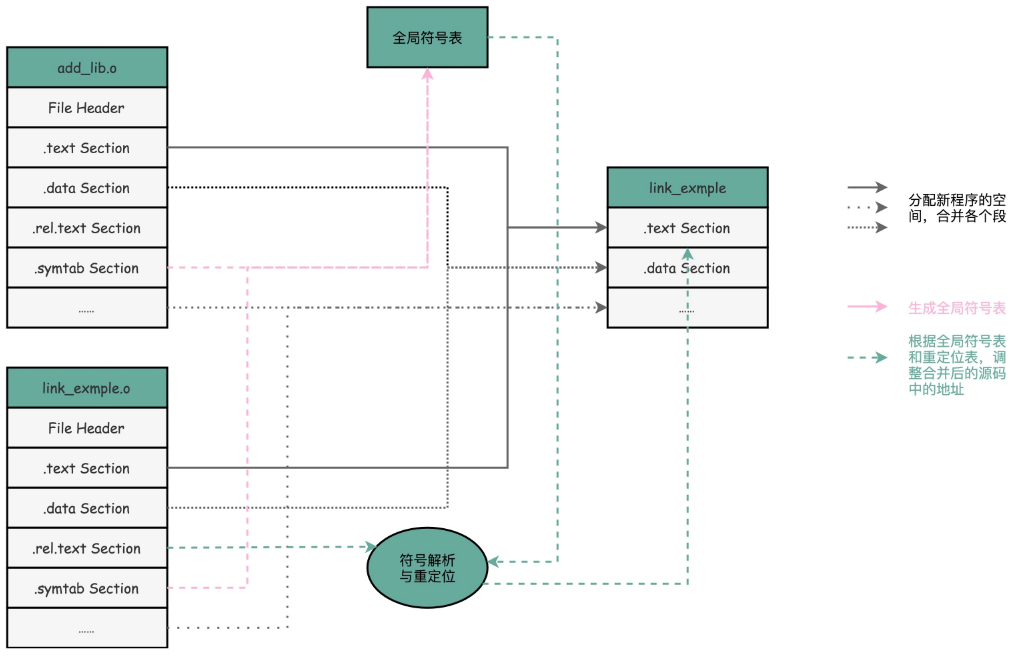 全局符号表
add_lib.o
File Header
.text Section
.data Section
.rel.text Section
.symtab Section
......
link_exmple.o
File Header
.text Section
.data Section
.rel.text Section
.symtab Section
......
符号解析
与重定位
link_exmple
.text Section
.data Section
......
分配新程序的空
间，合并各个段
生成全局符号表
根据全局符号表
和重定位表，调
整合并后的源码
中的地址